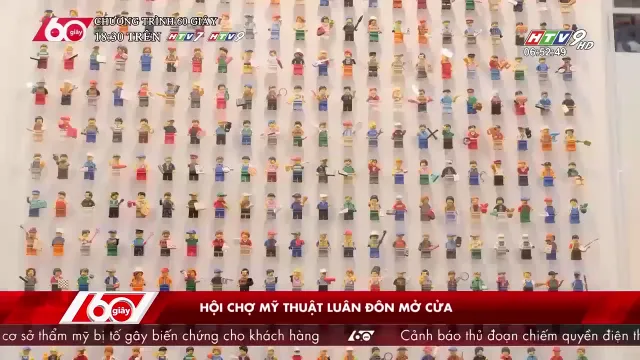 60 giây
CHƯƠNG TRÌNH 60 GIÂY
18:30 TRÊN HTV7 HTV9
HTV9 HD
06:52:49
60 giây
HỘI CHỢ MỸ THUẬT LUÂN ĐÔN MỞ CỬA
cơ sở thẩm mỹ bị tố gây biến chứng cho khách hàng 60 Cảnh báo thủ đoạn chiếm quyền điện th